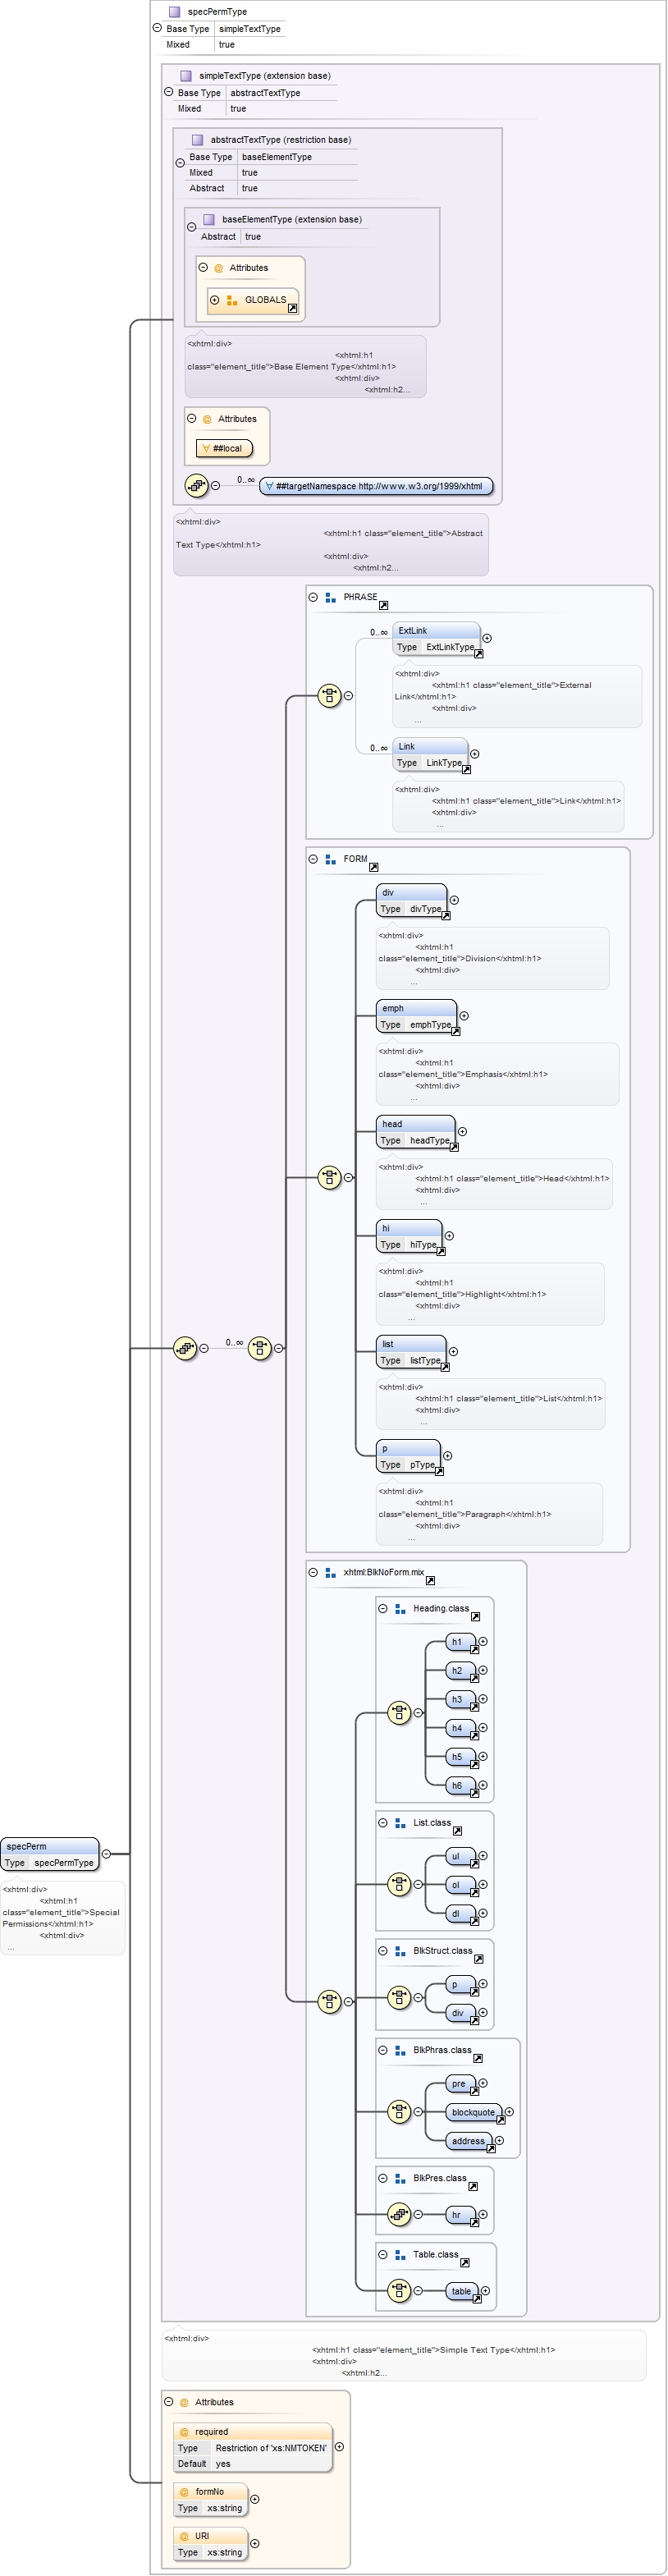 specPermType
Base Type simpleTextType
Mixed true
simpleTextType (extension base)
Base Type abstractTextType
Mixed true
abstractTextType (restriction base)
Base Type baseElementType
Mixed true
Abstract true
baseElementType (extension base)
Abstract true
@ Attributes
GLOBALS
<xhtml:div>
<xhtml:h1
class="element_title">Base Element Type</xhtml:h1>
<xhtml:div>
<xhtml:h2...
@ Attributes
∀ ##local
0..∞ ∀ ##targetNamespace http://www.w3.org/1999/xhtml
<xhtml:div>
<xhtml:h1 class="element_title">Abstract
Text Type</xhtml:h1>
<xhtml:div>
<xhtml:h2...
PHRASE
0..∞ ExtLink
Type ExtLinkType
<xhtml:div>
<xhtml:h1 class="element_title">External
Link</xhtml:h1>
<xhtml:div>
...
0..∞ Link
Type LinkType
<xhtml:div>
<xhtml:h1 class="element_title">Link</xhtml:h1>
<xhtml:div>
...
FORM
div
Type divType
<xhtml:div>
<xhtml:h1
class="element_title">Division</xhtml:h1>
<xhtml:div>
...
emph
Type emphType
<xhtml:div>
<xhtml:h1
class="element_title">Emphasis</xhtml:h1>
<xhtml:div>
...
head
Type headType
<xhtml:div>
<xhtml:h1 class="element_title">Head</xhtml:h1>
<xhtml:div>
...
hi
Type hiType
<xhtml:div>
<xhtml:h1
class="element_title">Highlight</xhtml:h1>
<xhtml:div>
...
0..∞
list
Type listType
<xhtml:div>
<xhtml:h1 class="element_title">List</xhtml:h1>
<xhtml:div>
...
p
Type pType
<xhtml:div>
<xhtml:h1
class="element_title">Paragraph</xhtml:h1>
<xhtml:div>
...
xhtml:BlkNoForm.mix
Heading.class
h1
h2
h3
h4
h5
h6
List.class
ul
ol
dl
specPerm
Type specPermType
<xhtml:div>
<xhtml:h1
class="element_title">Special
Permissions</xhtml:h1>
<xhtml:div>
...
BlkStruct.class
p
div
BlkPhras.class
pre
blockquote
address
BlkPres.class
hr
Table.class
table
<xhtml:div>
<xhtml:h1 class="element_title">Simple Text Type</xhtml:h1>
<xhtml:div>
<xhtml:h2...
@ Attributes
@ required
Type Restriction of 'xs:NMTOKEN'
Default yes
@ formNo
Type xs:string
@ URI
Type xs:string